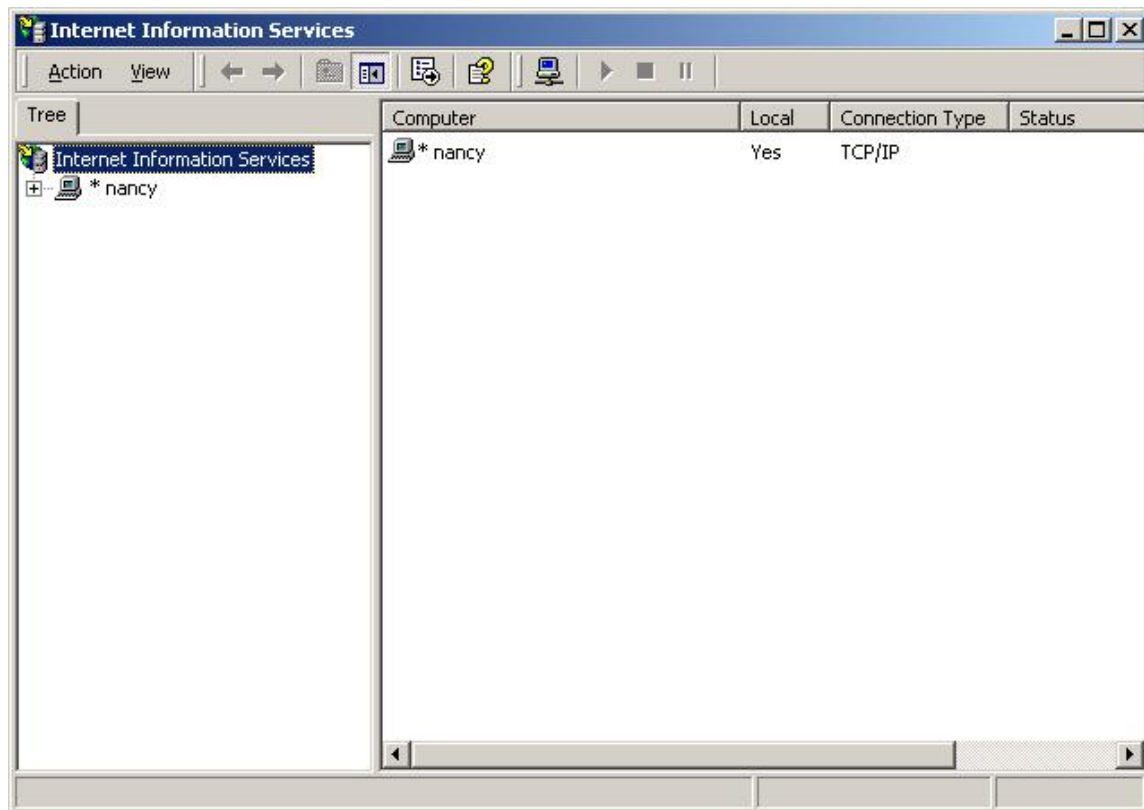 Internet Information Services
Action View
Tree
Internet Information Services
* nancy
Computer Local Connection Type Status
* nancy Yes TCP/IP